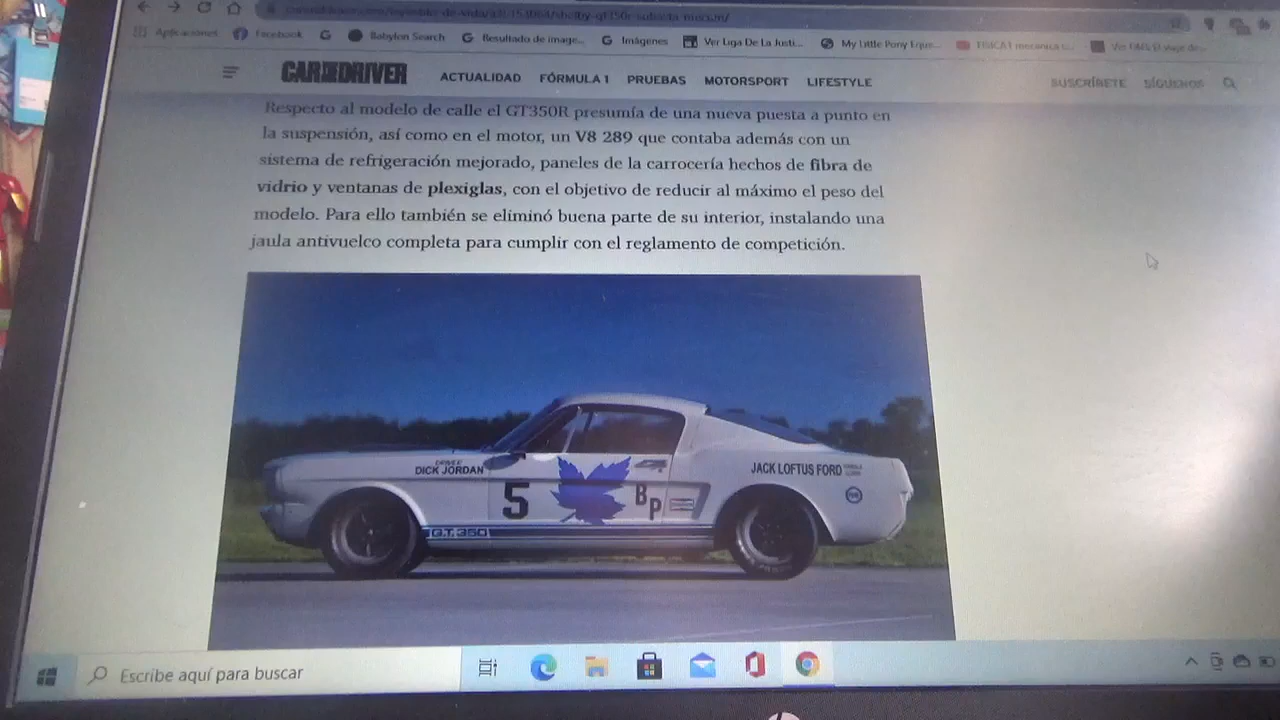 Aplicaciones
Facebook
Babylon Search
Resultado de image...
Imágenes
Ver Liga De La Justi...
My Little Pony Eque...
CAR AND DRIVER
ACTUALIDAD
FÓRMULA 1
PRUEBAS
MOTORSPORT
LIFESTYLE
SUSCRÍBETE
SÍGUENOS
Respecto al modelo de calle el GT350R presumía de una nueva puesta a punto en
la suspensión, así como en el motor, un V8 289 que contaba además con un
sistema de refrigeración mejorado, paneles de la carrocería hechos de fibra de
vidrio y ventanas de plexiglas, con el objetivo de reducir al máximo el peso del
modelo. Para ello también se eliminó buena parte de su interior, instalando una
jaula antivuelco completa para cumplir con el reglamento de competición.
DRIVER
DICK JORDAN
5
B
P
JACK LOFTUS FORD
G.T. 350
Escribe aquí para buscar